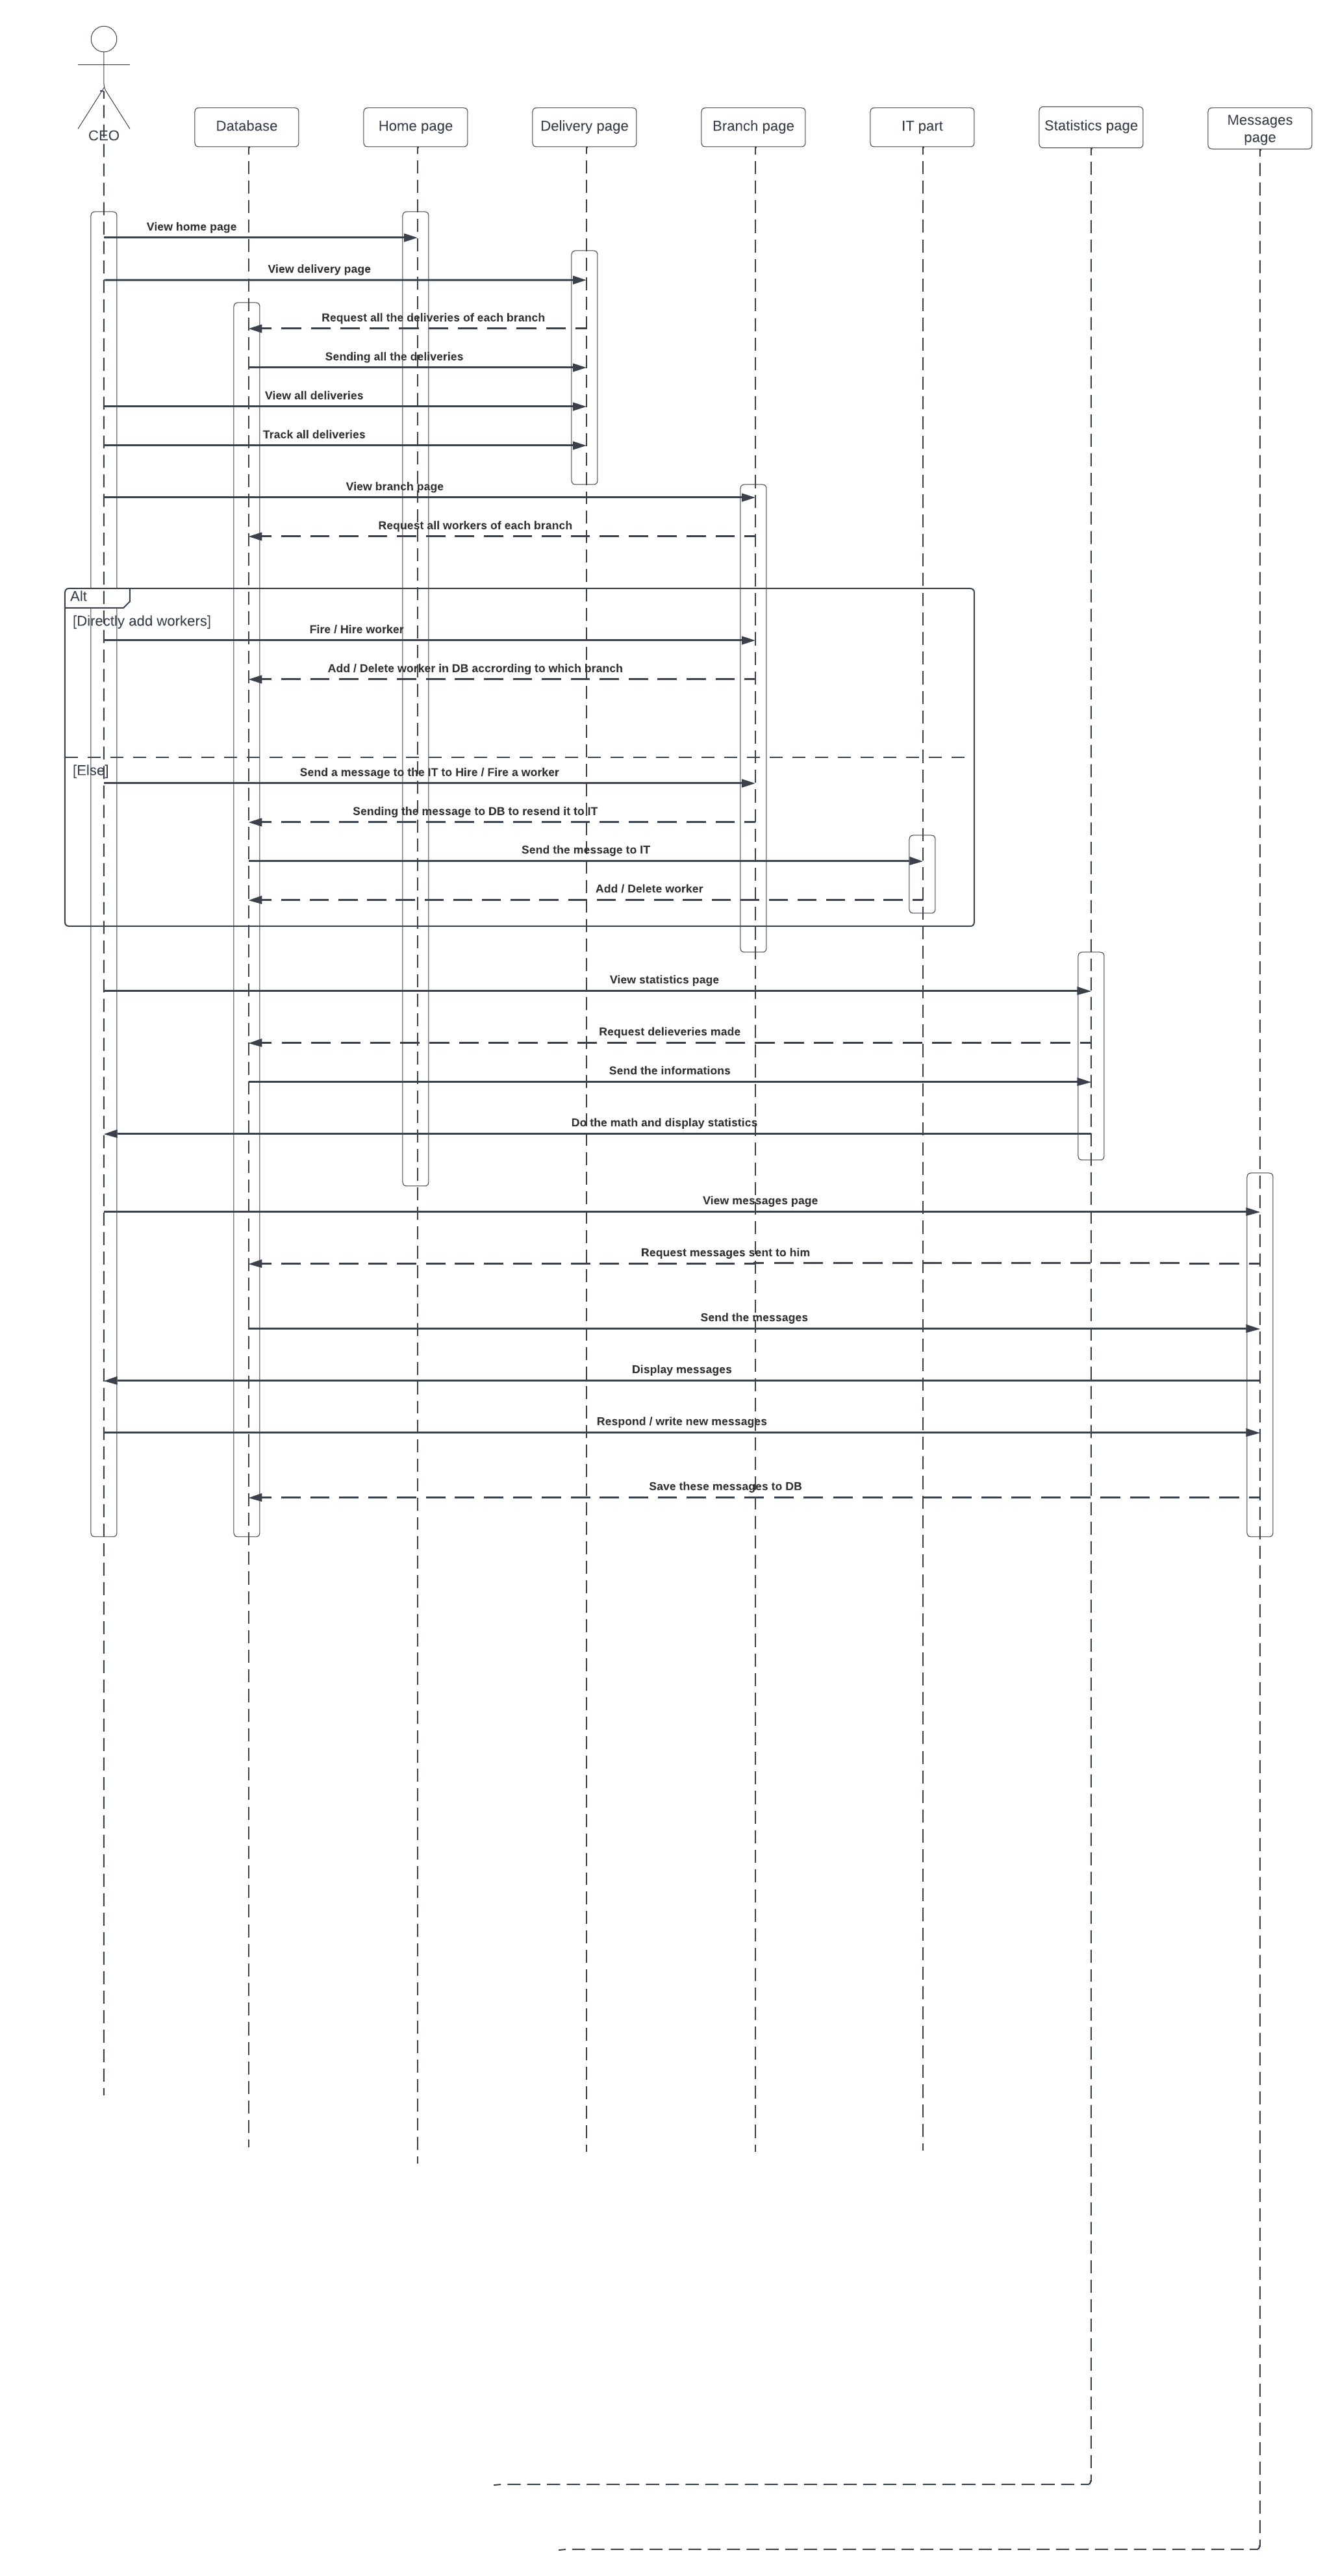 CEO
Database
Home page
Delivery page
Branch page
IT part
Statistics page
Messages
page
View home page
View delivery page
Request all the deliveries of each branch
Sending all the deliveries
View all deliveries
Track all deliveries
View branch page
Request all workers of each branch
Alt
[Directly add workers]
Fire / Hire worker
Add / Delete worker in DB accrording to which branch
[Else]
Send a message to the IT to Hire / Fire a worker
Sending the message to DB to resend it to IT
Send the message to IT
Add / Delete worker
View statistics page
Request delieveries made
Send the informations
Do the math and display statistics
View messages page
Request messages sent to him
Send the messages
Display messages
Respond / write new messages
Save these messages to DB